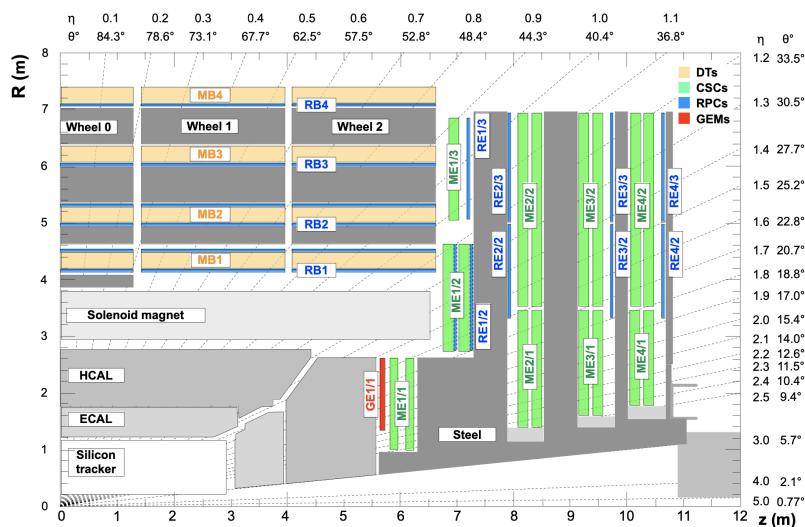 η 0.1 0.2 0.3 0.4 0.5 0.6 0.7 0.8 0.9 1.0 1.1
θ° 84.3° 78.6° 73.1° 67.7° 62.5° 57.5° 52.8° 48.4° 44.3° 40.4° 36.8° η θ°
R (m)
8
7
6
5
4
3
2
1
0
1.2 33.5°
1.3 30.5°
1.4 27.7°
1.5 25.2°
1.6 22.8°
1.7 20.7°
1.8 18.8°
1.9 17.0°
2.0 15.4°
2.1 14.0°
2.2 12.6°
2.3 11.5°
2.4 10.4°
2.5 9.4°
3.0 5.7°
4.0 2.1°
5.0 0.77°
DTs
CSCs
RPCs
GEMs
MB4
RB4
Wheel 0 Wheel 1 Wheel 2
MB3
RB3
MB2
RB2
MB1
RB1
Solenoid magnet
HCAL
ECAL
Silicon
tracker
Steel
GE1/1
ME1/1
ME1/2
ME1/3
RE1/3
RE1/2
RE2/3
RE2/2
ME2/2
ME2/1
ME3/2
ME3/1
RE3/3
RE3/2
ME4/2
ME4/1
RE4/3
RE4/2
0 1 2 3 4 5 6 7 8 9 10 11 12
z (m)